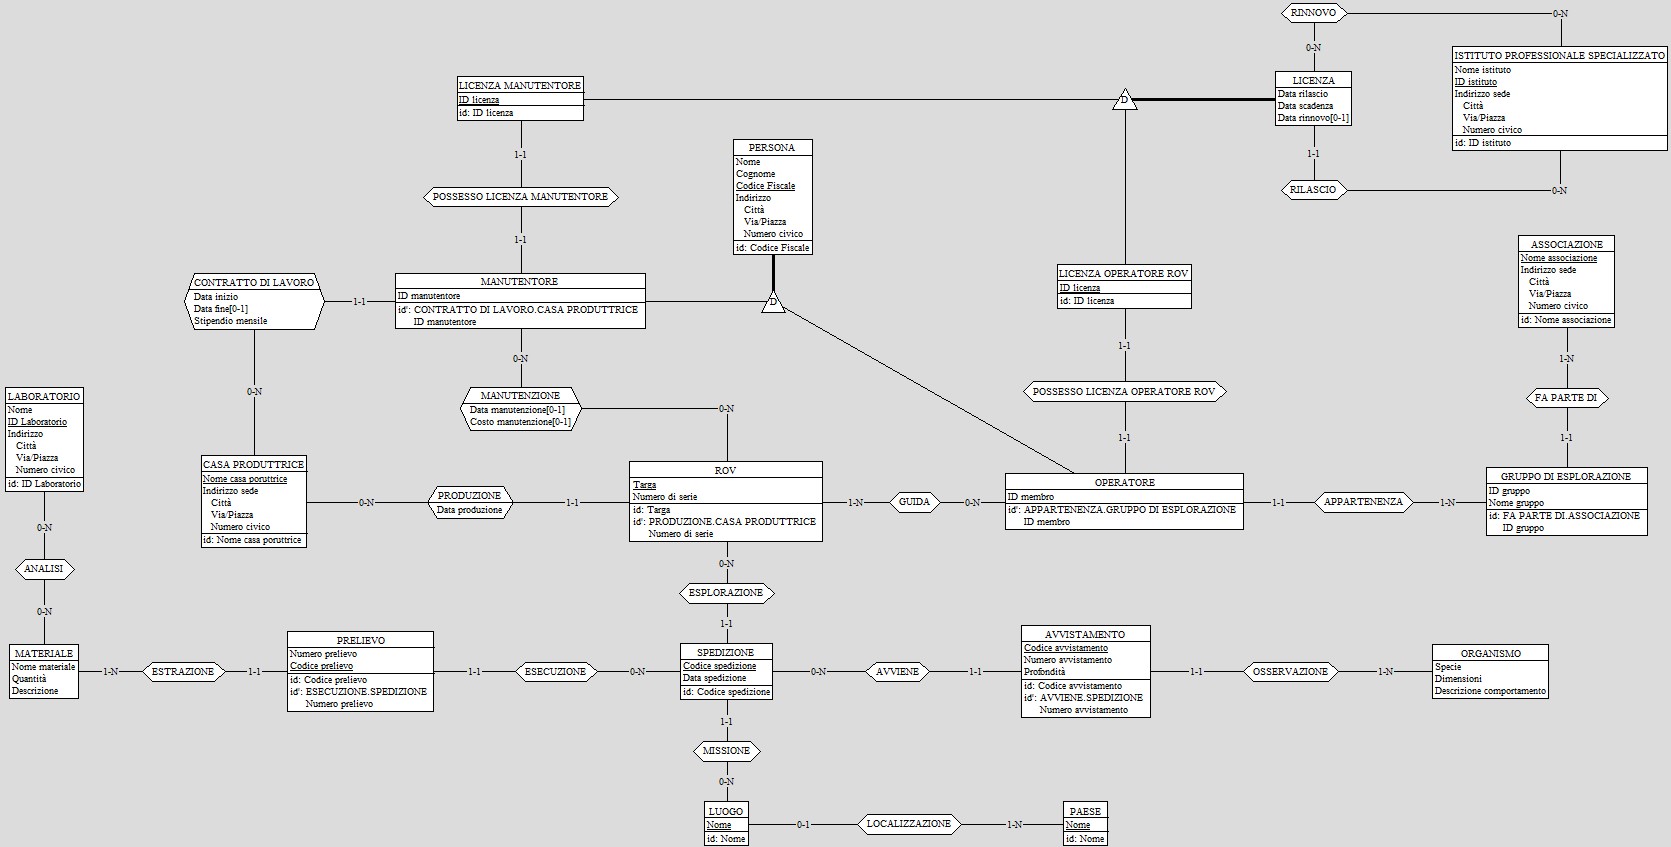 RINNOVO
0-N
0-N
ISTITUTO PROFESSIONALE SPECIALIZZATO
Nome istituto
ID istituto
Indirizzo sede
Città
Via/Piazza
Numero civico
id: ID istituto
LICENZA
Data rilascio
Data scadenza
Data rinnovo[0-1]
D
LICENZA MANUTENTORE
ID licenza
id: ID licenza
1-1
POSSESSO LICENZA MANUTENTORE
1-1
PERSONA
Nome
Cognome
Codice Fiscale
Indirizzo
Città
Via/Piazza
Numero civico
id: Codice Fiscale
1-1
RILASCIO
0-N
ASSOCIAZIONE
Nome associazione
Indirizzo sede
Città
Via/Piazza
Numero civico
id: Nome associazione
LICENZA OPERATORE ROV
ID licenza
id: ID licenza
CONTRATTO DI LAVORO
Data inizio
Data fine[0-1]
Stipendio mensile
1-1
MANUTENTORE
ID manutentore
id': CONTRATTO DI LAVORO.CASA PRODUTTRICE
ID manutentore
D
1-1
1-N
0-N
0-N
MANUTENZIONE
Data manutenzione[0-1]
Costo manutenzione[0-1]
0-N
POSSESSO LICENZA OPERATORE ROV
FA PARTE DI
1-1
1-1
LABORATORIO
Nome
ID Laboratorio
Indirizzo
Città
Via/Piazza
Numero civico
id: ID Laboratorio
CASA PRODUTTRICE
Nome casa poruttrice
Indirizzo sede
Città
Via/Piazza
Numero civico
id: Nome casa poruttrice
0-N
PRODUZIONE
Data produzione
1-1
ROV
Targa
Numero di serie
id: Targa
id': PRODUZIONE.CASA PRODUTTRICE
Numero di serie
1-N
GUIDA
0-N
OPERATORE
ID membro
id': APPARTENENZA.GRUPPO DI ESPLORAZIONE
ID membro
1-1
APPARTENENZA
1-N
GRUPPO DI ESPLORAZIONE
ID gruppo
Nome gruppo
id: FA PARTE DI.ASSOCIAZIONE
ID gruppo
0-N
ANALISI
0-N
0-N
ESPLORAZIONE
1-1
MATERIALE
Nome materiale
Quantità
Descrizione
1-N
ESTRAZIONE
1-1
PRELIEVO
Numero prelievo
Codice prelievo
id: Codice prelievo
id': ESECUZIONE.SPEDIZIONE
Numero prelievo
1-1
ESECUZIONE
0-N
SPEDIZIONE
Codice spedizione
Data spedizione
id: Codice spedizione
0-N
AVVIENE
1-1
AVVISTAMENTO
Codice avvistamento
Numero avvistamento
Profondità
id: Codice avvistamento
id': AVVIENE.SPEDIZIONE
Numero avvistamento
1-1
OSSERVAZIONE
1-N
ORGANISMO
Specie
Dimensioni
Descrizione comportamento
1-1
MISSIONE
0-N
LUOGO
Nome
id: Nome
0-1
LOCALIZZAZIONE
1-N
PAESE
Nome
id: Nome